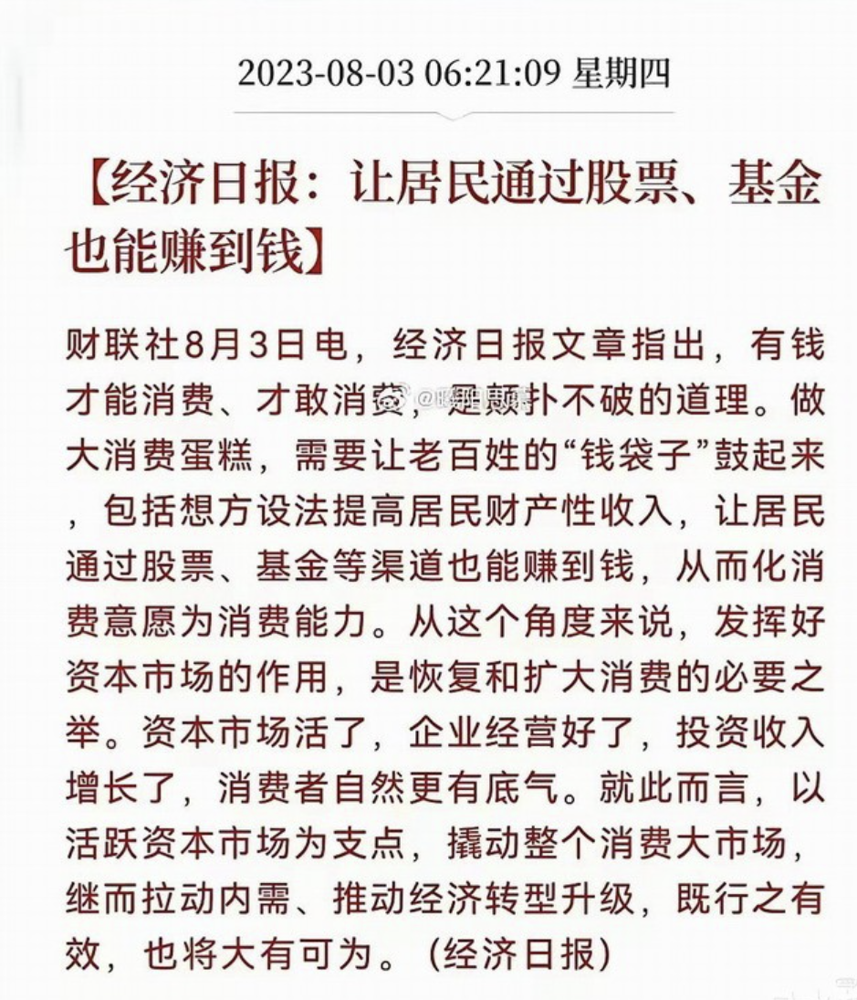 2023-08-03 06:21:09 星期四
【经济日报：让居民通过股票、基金
也能赚到钱】
财联社8月3日电，经济日报文章指出，有钱
才能消费、才敢消费，是颠扑不破的道理。做
大消费蛋糕，需要让老百姓的“钱袋子”鼓起来
，包括想方设法提高居民财产性收入，让居民
通过股票、基金等渠道也能赚到钱，从而化消
费意愿为消费能力。从这个角度来说，发挥好
资本市场的作用，是恢复和扩大消费的必要之
举。资本市场活了，企业经营好了，投资收入
增长了，消费者自然更有底气。就此而言，以
活跃资本市场为支点，撬动整个消费大市场，
继而拉动内需、推动经济转型升级，既行之有
效，也将大有可为。（经济日报）